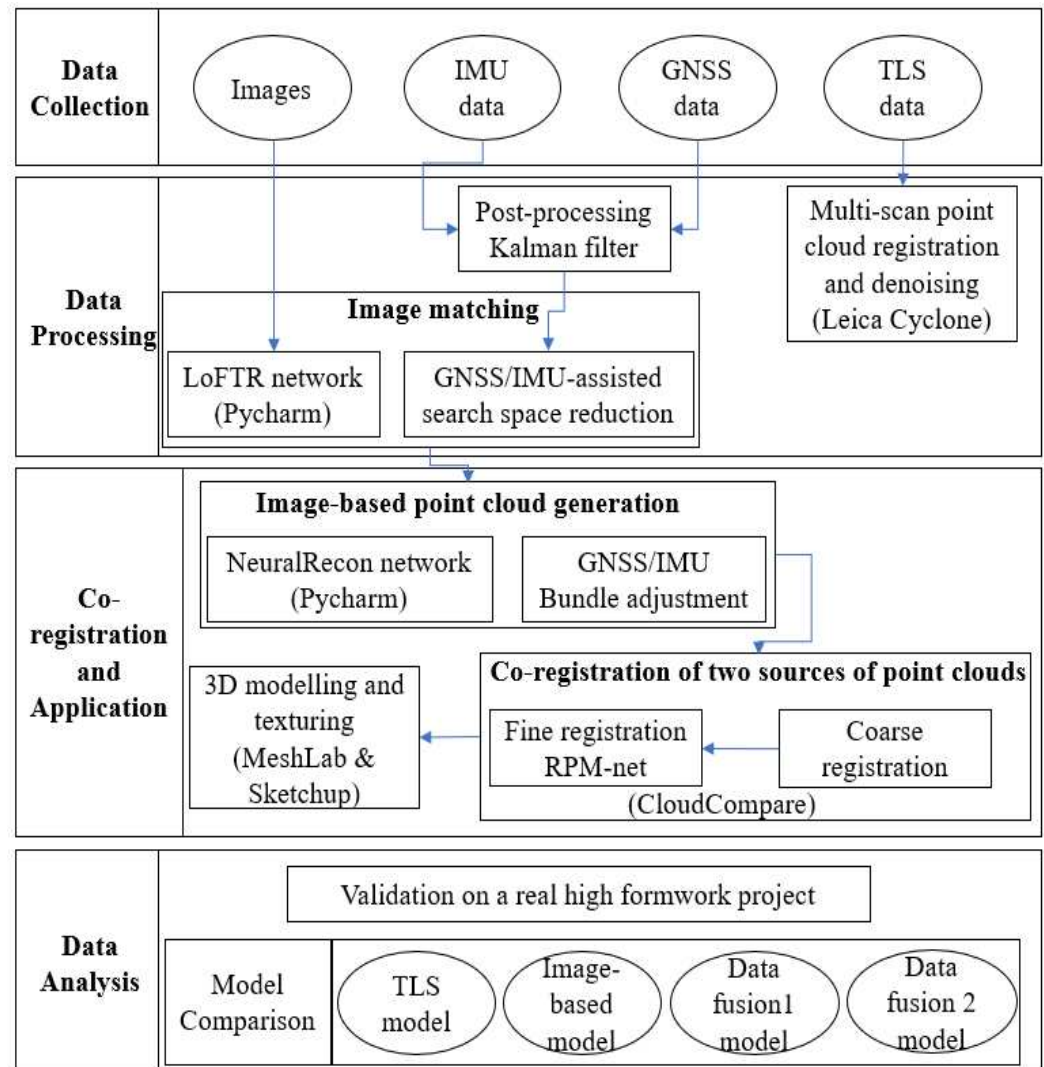 Data
Collection
Images
IMU
data
GNSS
data
TLS
data
Data
Processing
Post-processing
Kalman filter
Multi-scan point
cloud registration
and denoising
(Leica Cyclone)
Image matching
LoFTR network
(Pycharm)
GNSS/IMU-assisted
search space reduction
Co-
registration
and
Application
Image-based point cloud generation
NeuralRecon network
(Pycharm)
GNSS/IMU
Bundle adjustment
Co-registration of two sources of point clouds
3D modelling and
texturing
(MeshLab &
Sketchup)
Fine registration
RPM-net
Coarse
registration
(CloudCompare)
Data
Analysis
Validation on a real high formwork project
Model
Comparison
TLS
model
Image-
based
model
Data
fusion1
model
Data
fusion 2
model